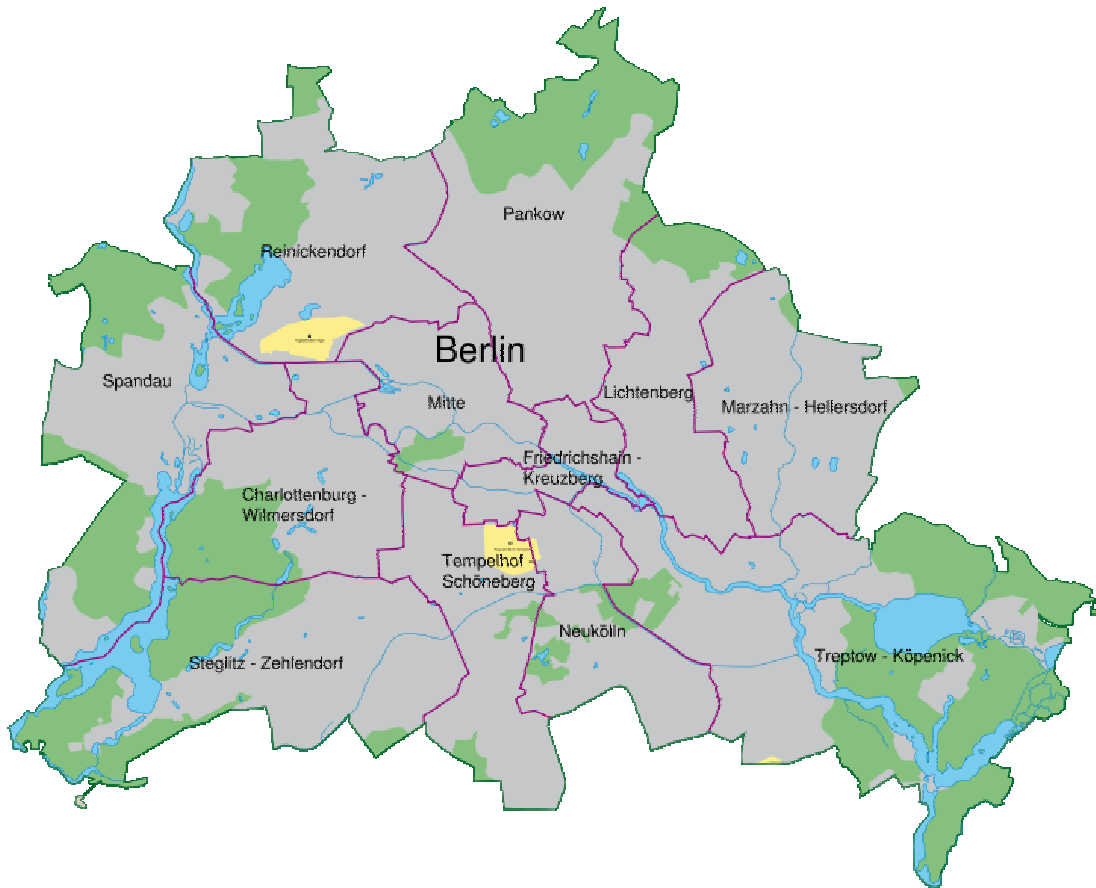 Pankow
Reinickendorf
Berlin
Spandau
Lichtenberg
Mitte
Marzahn - Hellersdorf
Friedrichshain -
Kreuzberg
Charlottenburg -
Wilmersdorf
Tempelhof -
Schöneberg
Neukölln
Treptow - Köpenick
Steglitz - Zehlendorf